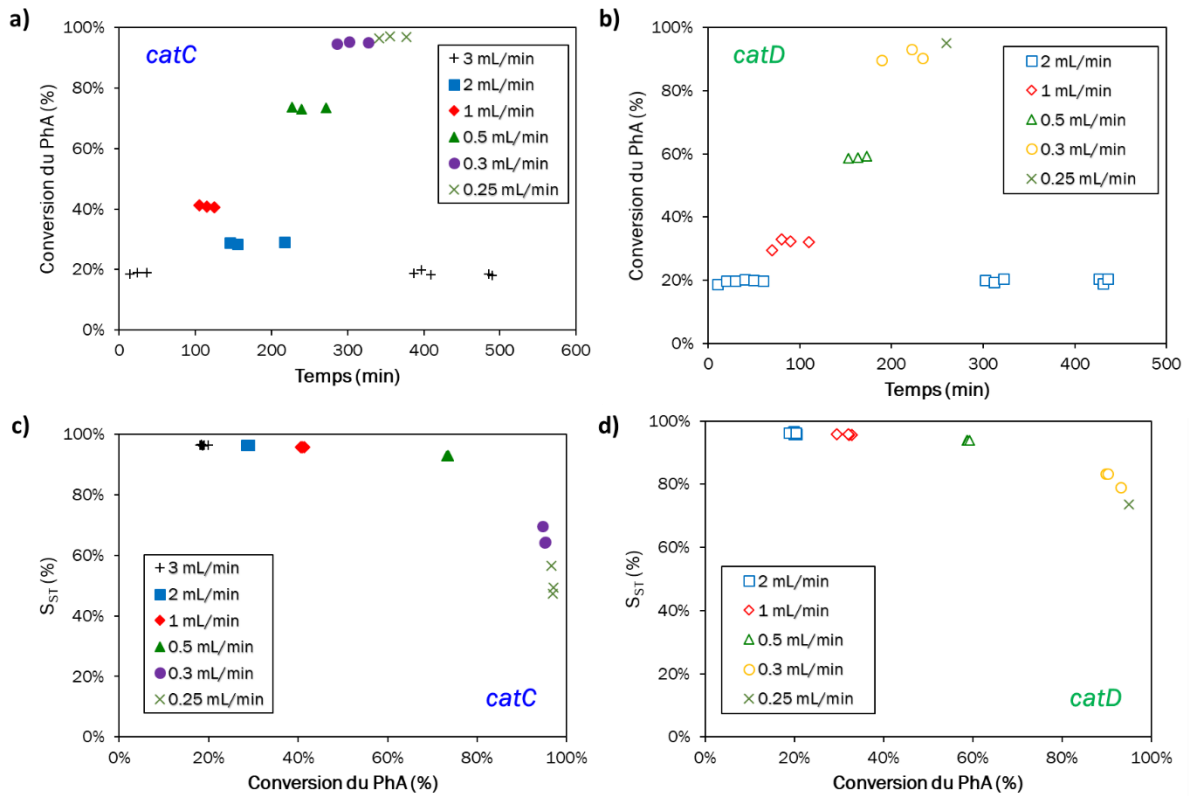 a)
catC
100%
80%
60%
40%
20%
0%
Conversion du PhA (%)
3 mL/min
2 mL/min
1 mL/min
0.5 mL/min
0.3 mL/min
0.25 mL/min
0 100 200 300 400 500 600
Temps (min)
b)
catD
100%
80%
60%
40%
20%
0%
Conversion du PhA (%)
2 mL/min
1 mL/min
0.5 mL/min
0.3 mL/min
0.25 mL/min
0 100 200 300 400 500
Temps (min)
c)
100%
80%
60%
40%
20%
0%
S_ST (%)
3 mL/min
2 mL/min
1 mL/min
0.5 mL/min
0.3 mL/min
0.25 mL/min
catC
0% 20% 40% 60% 80% 100%
Conversion du PhA (%)
d)
100%
80%
60%
40%
20%
0%
S_ST (%)
2 mL/min
1 mL/min
0.5 mL/min
0.3 mL/min
0.25 mL/min
catD
0% 20% 40% 60% 80% 100%
Conversion du PhA (%)